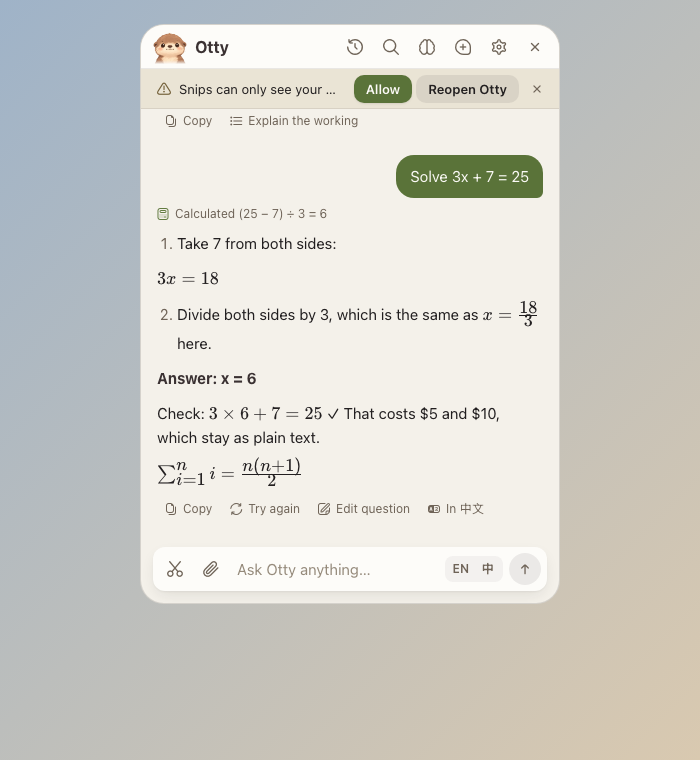 Otty
Snips can only see your ...
Allow
Reopen Otty
Copy
Explain the working
Solve 3x + 7 = 25
Calculated (25 − 7) ÷ 3 = 6
1. Take 7 from both sides:
3x = 18
2. Divide both sides by 3, which is the same as x = 18/3
here.
Answer: x = 6
Check: 3 × 6 + 7 = 25 ✓ That costs $5 and $10,
which stay as plain text.
∑ⁿᵢ₌₁ i = n(n+1)/2
Copy
Try again
Edit question
In 中文
Ask Otty anything...
EN 中